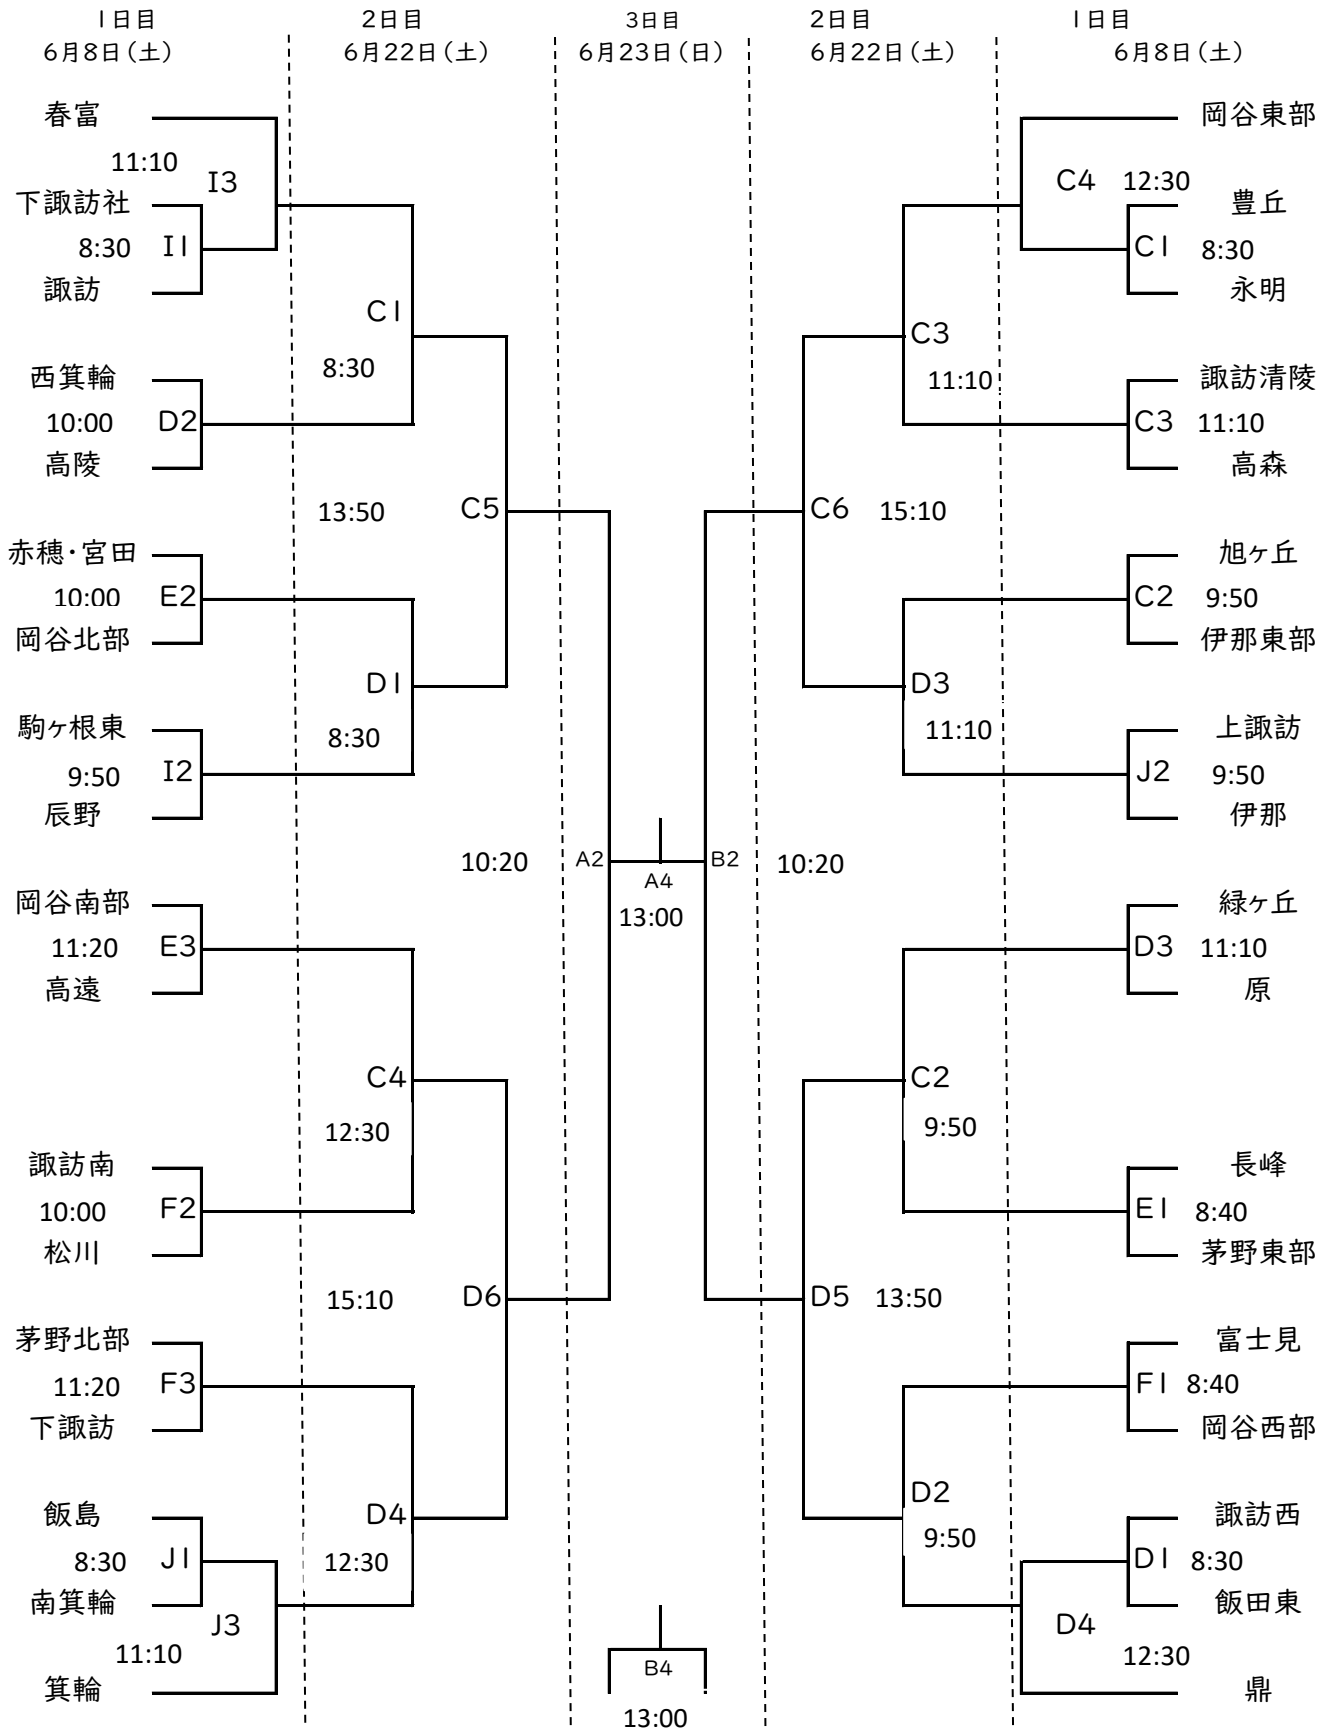 1日目 2日目 3日目 2日目 1日目
6月8日(土) 6月22日(土) 6月23日(日) 6月22日(土) 6月8日(土)
春富 岡谷東部
11:10 I3 C4 12:30
下諏訪社 豊丘
8:30 I1 C1 8:30
諏訪 永明
C1 C3
8:30 11:10
西箕輪 諏訪清陵
10:00 D2 C3 11:10
高陵 高森
13:50 C5 C6 15:10
赤穂・宮田 旭ヶ丘
10:00 E2 C2 9:50
岡谷北部 伊那東部
D1 D3
8:30 11:10
駒ヶ根東 上諏訪
9:50 I2 J2 9:50
辰野 伊那
10:20 A2 B2 10:20
A4
13:00
岡谷南部 緑ヶ丘
11:20 E3 D3 11:10
高遠 原
C4 C2
12:30 9:50
諏訪南 長峰
10:00 F2 E1 8:40
松川 茅野東部
15:10 D6 D5 13:50
茅野北部 富士見
11:20 F3 F1 8:40
下諏訪 岡谷西部
D4 D2
12:30 9:50
飯島 諏訪西
8:30 J1 D1 8:30
南箕輪 飯田東
J3 D4
11:10 12:30
箕輪 鼎
B4
13:00